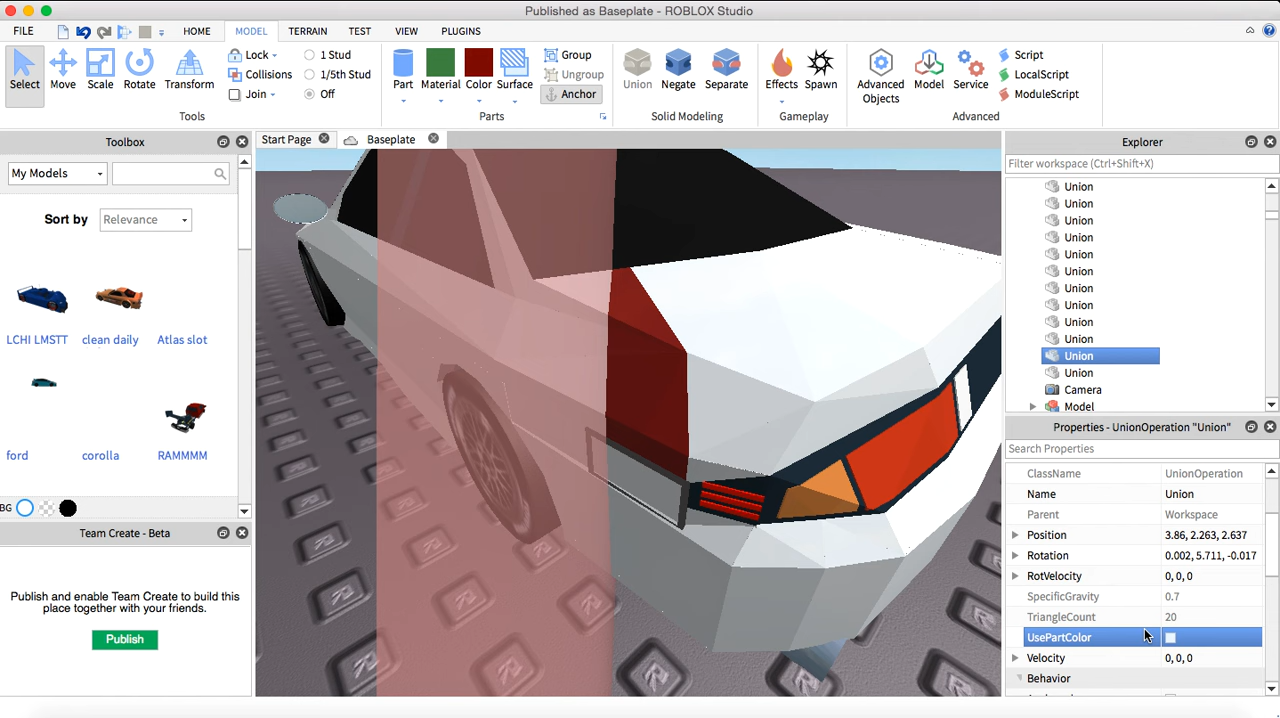 Published as Baseplate - ROBLOX Studio
FILE HOME MODEL TERRAIN TEST VIEW PLUGINS
Select Move Scale Rotate Transform
Lock
Collisions
Join
1 Stud
1/5th Stud
Off
Tools
Part Material Color Surface
Group
Ungroup
Anchor
Parts
Union Negate Separate
Solid Modeling
Effects Spawn
Gameplay
Advanced Objects
Model Service
Script
LocalScript
ModuleScript
Advanced
Toolbox
My Models
Sort by Relevance
LCHI LMSTT clean daily Atlas slot
ford corolla RAMMMM
BG
Team Create - Beta
Publish and enable Team Create to build this
place together with your friends.
Publish
Start Page Baseplate
Explorer
Filter workspace (Ctrl+Shift+X)
Union
Union
Union
Union
Union
Union
Union
Union
Union
Union
Union
Union
Camera
Model
Properties - UnionOperation "Union"
Search Properties
ClassName UnionOperation
Name Union
Parent Workspace
Position 3.86, 2.263, 2.637
Rotation 0.002, 5.711, -0.017
RotVelocity 0, 0, 0
SpecificGravity 0.7
TriangleCount 20
UsePartColor
Velocity 0, 0, 0
Behavior